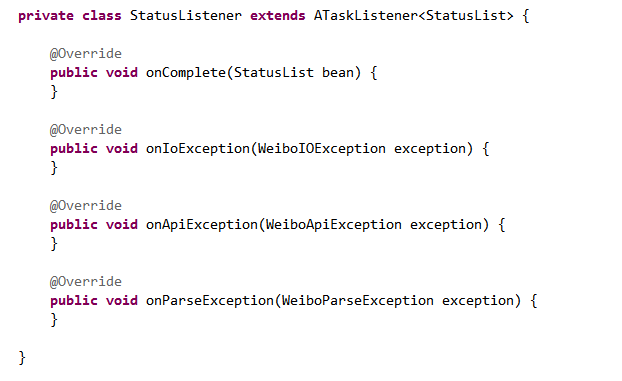 private class StatusListener extends ATaskListener<StatusList> {
@Override
public void onComplete(StatusList bean) {
}
@Override
public void onIoException(WeiboIOException exception) {
}
@Override
public void onApiException(WeiboApiException exception) {
}
@Override
public void onParseException(WeiboParseException exception) {
}
}